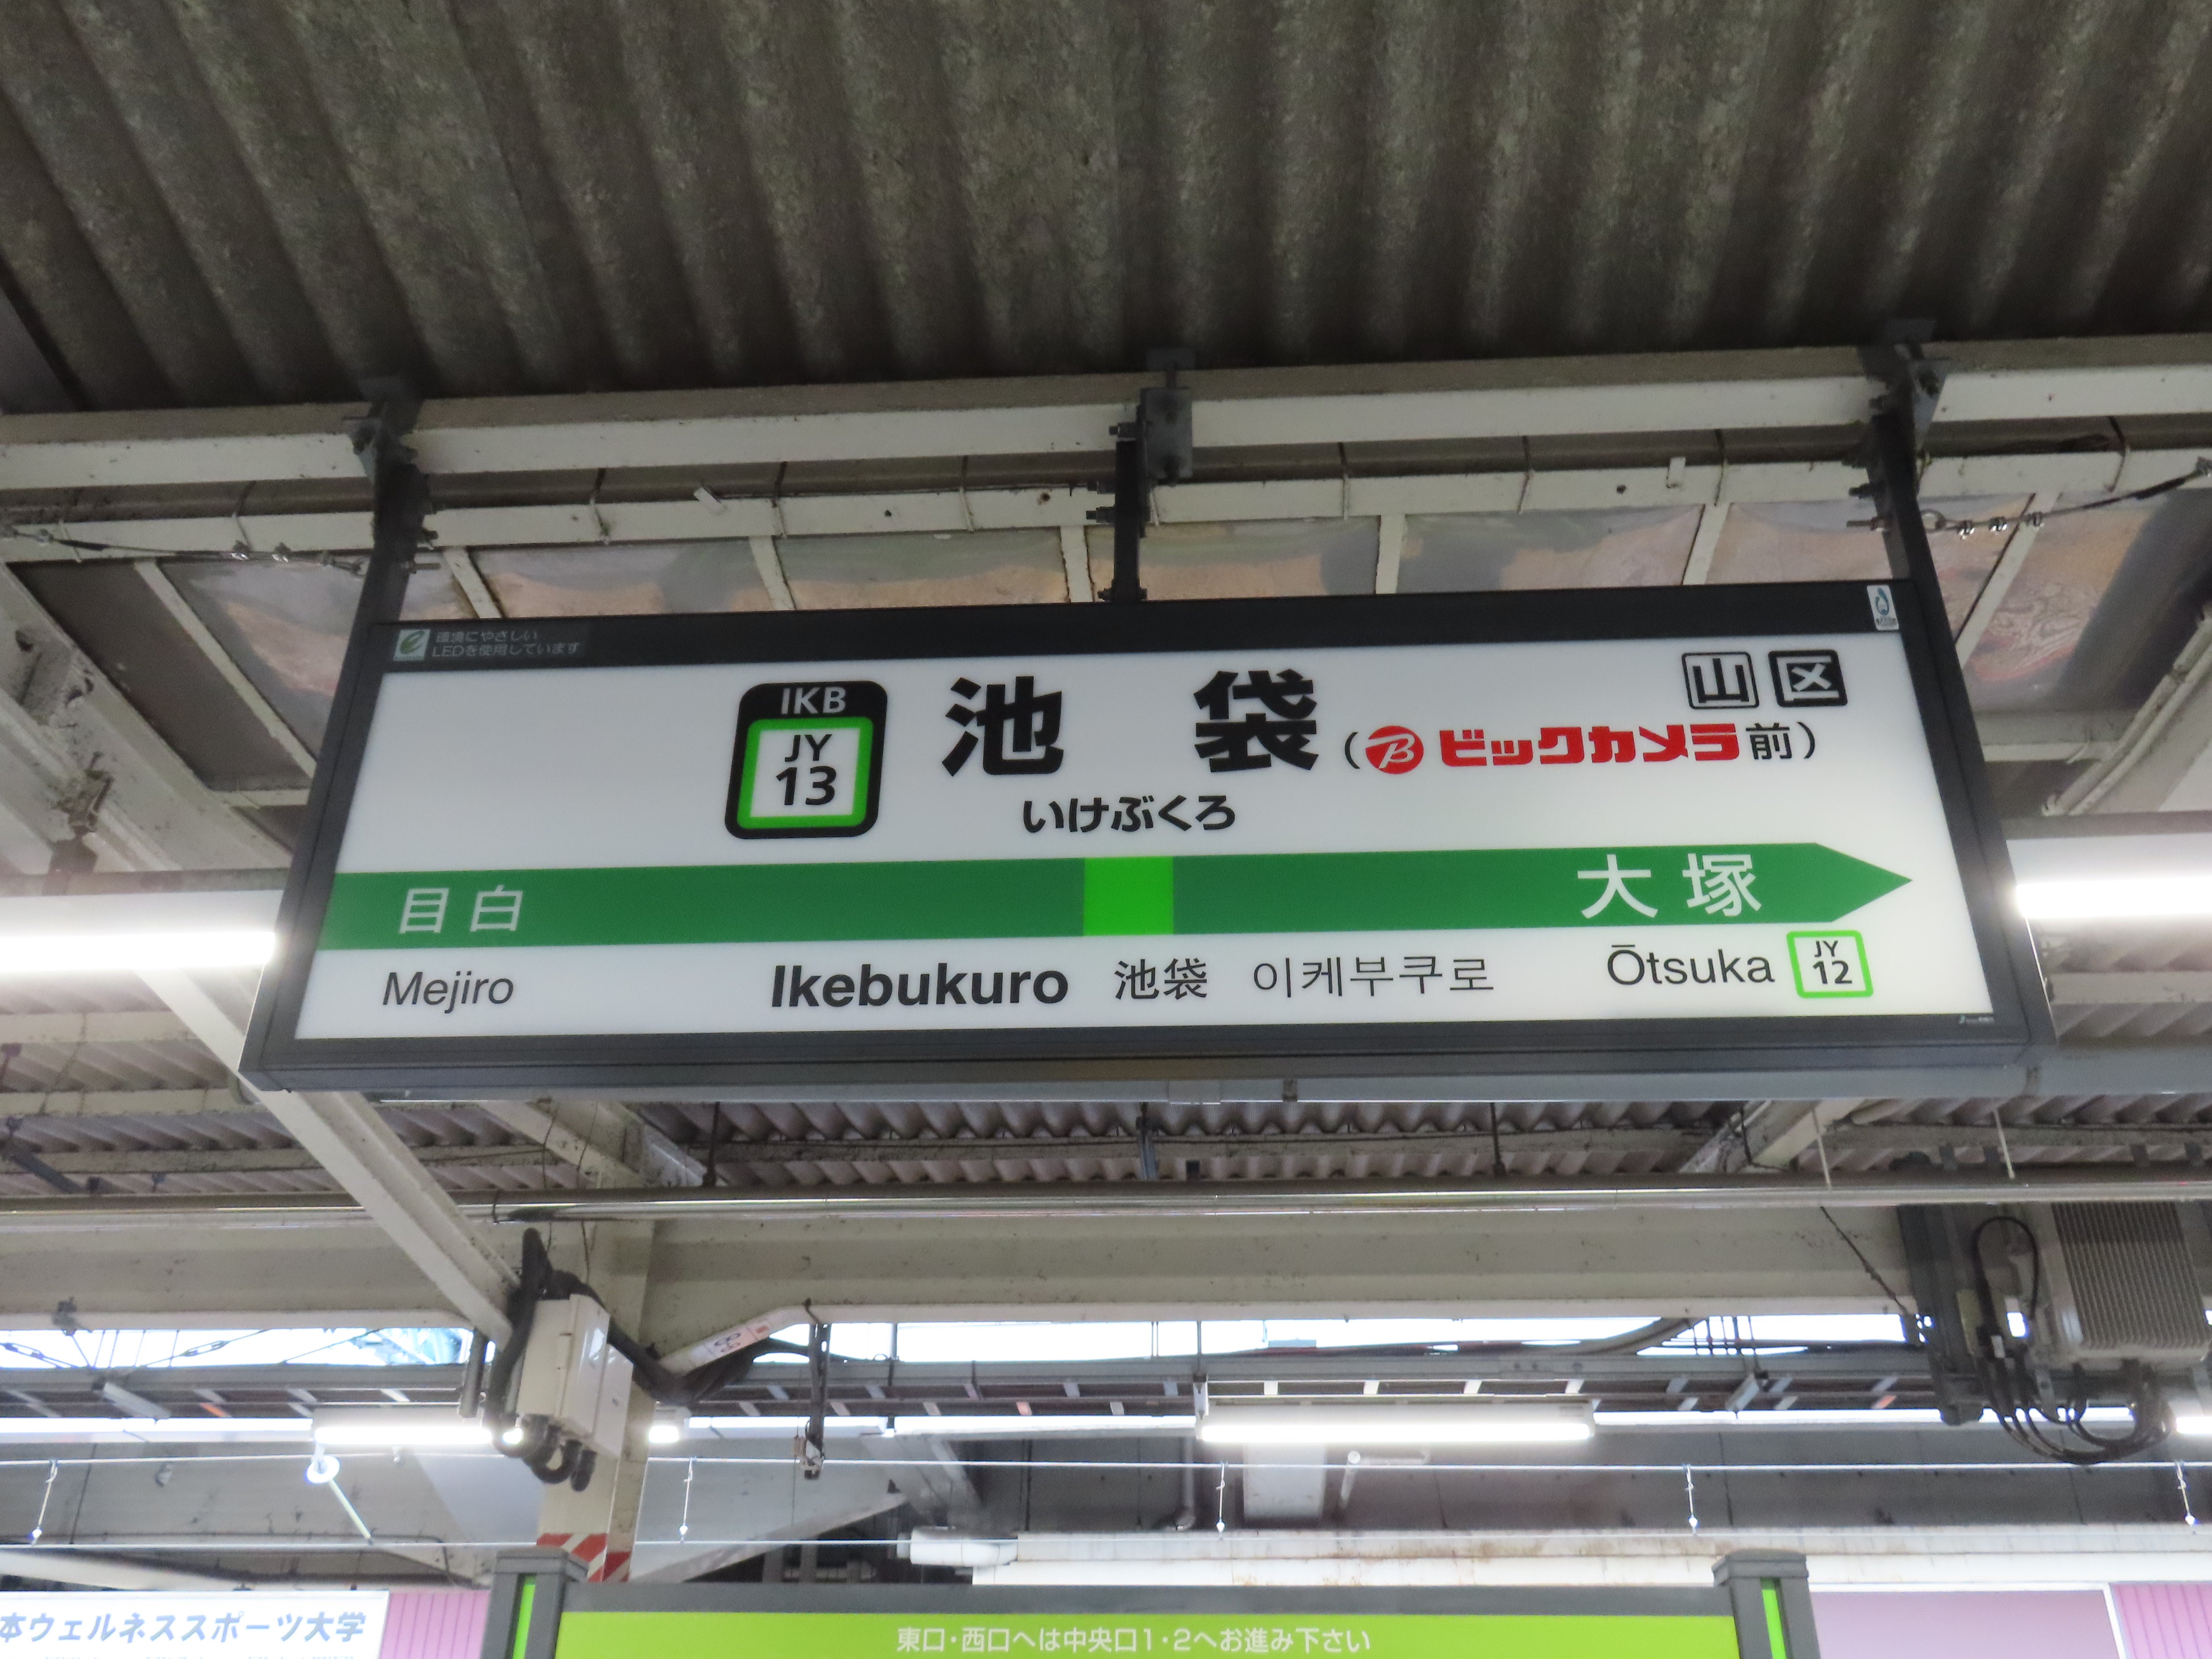 環境にやさしい
LEDを使用しています
山 区
IKB
JY
13
池 袋 (B ビックカメラ前)
いけぶくろ
目白
大塚
Mejiro
Ikebukuro 池袋 이케부쿠로
Ōtsuka
JY
12
本ウェルネススポーツ大学
東口・西口へは中央口1・2へお進み下さい